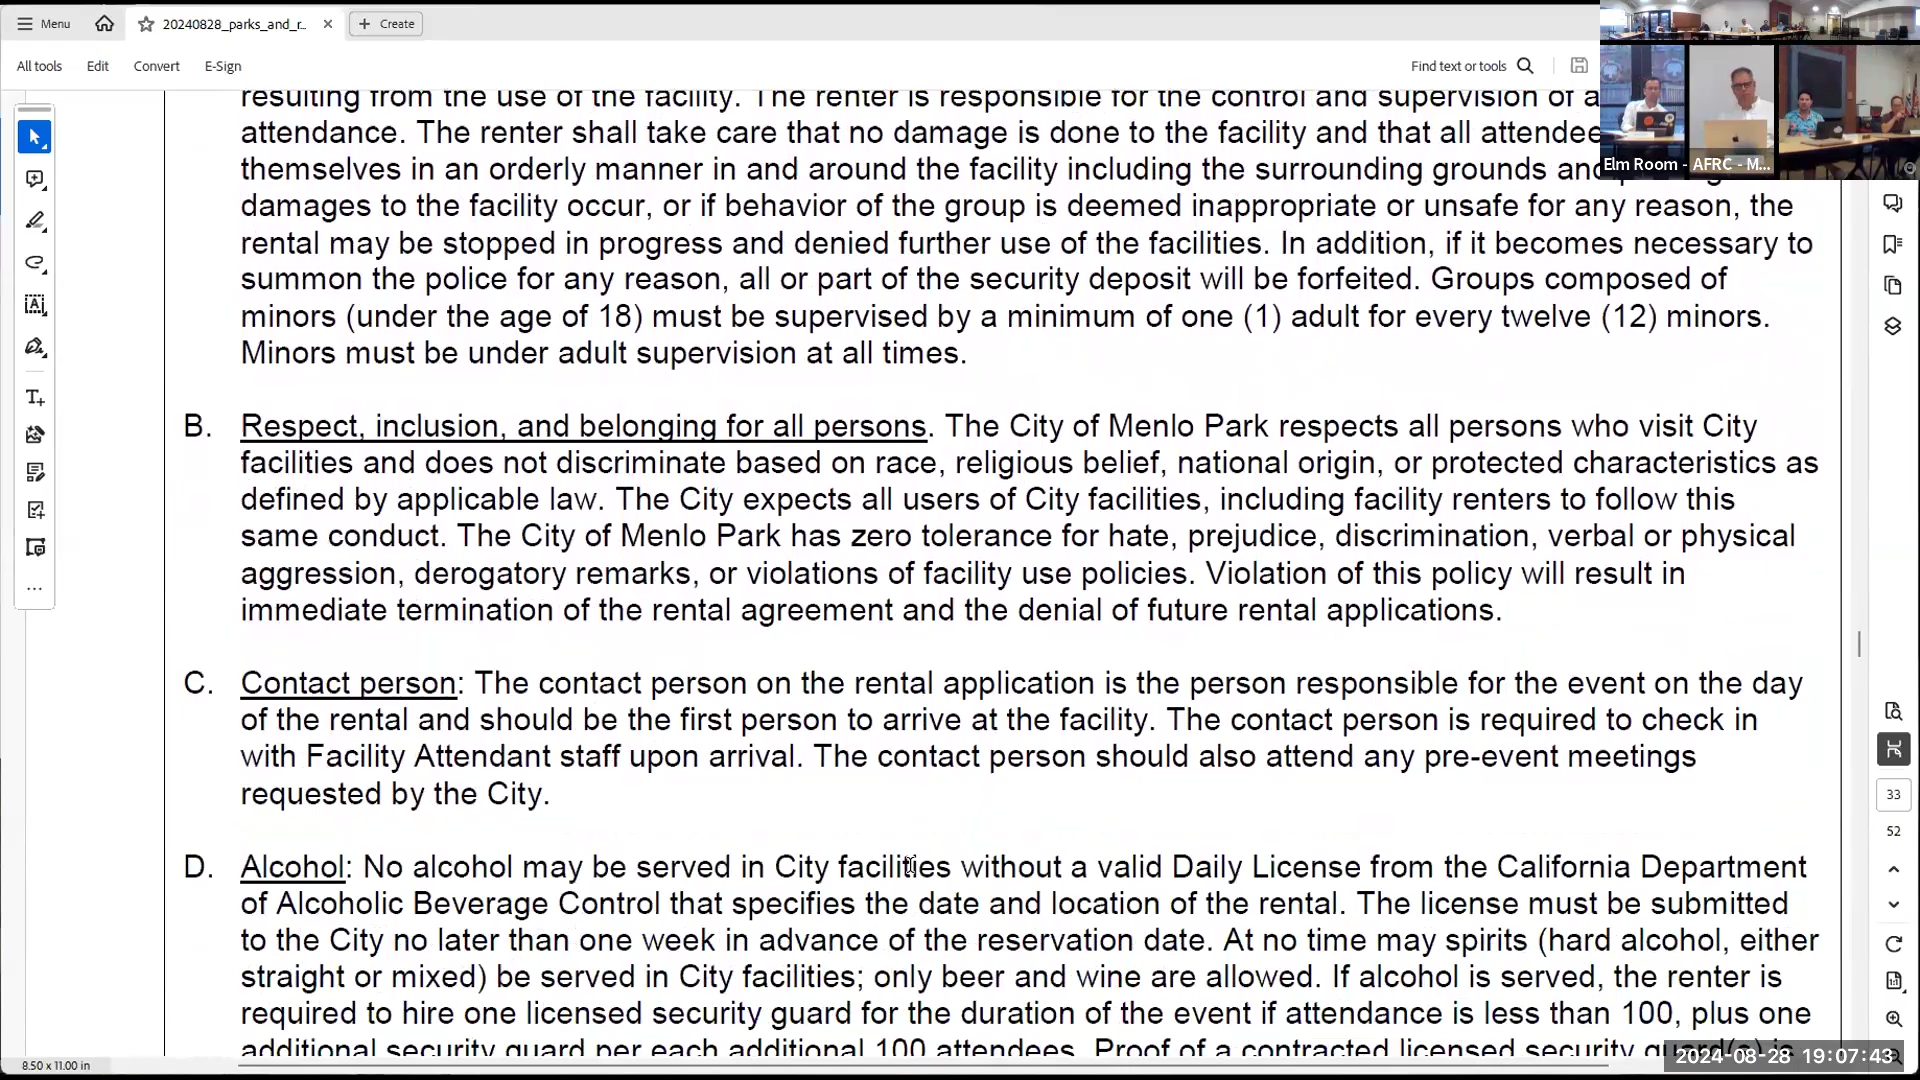 Menu
20240828_parks_and_r...
Create
All tools
Edit
Convert
E-Sign
Find text or tools
resulting from the use of the facility. The renter is responsible for the control and supervision of a
attendance. The renter shall take care that no damage is done to the facility and that all attendee
themselves in an orderly manner in and around the facility including the surrounding grounds and
damages to the facility occur, or if behavior of the group is deemed inappropriate or unsafe for any reason, the
rental may be stopped in progress and denied further use of the facilities. In addition, if it becomes necessary to
summon the police for any reason, all or part of the security deposit will be forfeited. Groups composed of
minors (under the age of 18) must be supervised by a minimum of one (1) adult for every twelve (12) minors.
Minors must be under adult supervision at all times.
B. Respect, inclusion, and belonging for all persons. The City of Menlo Park respects all persons who visit City
facilities and does not discriminate based on race, religious belief, national origin, or protected characteristics as
defined by applicable law. The City expects all users of City facilities, including facility renters to follow this
same conduct. The City of Menlo Park has zero tolerance for hate, prejudice, discrimination, verbal or physical
aggression, derogatory remarks, or violations of facility use policies. Violation of this policy will result in
immediate termination of the rental agreement and the denial of future rental applications.
C. Contact person: The contact person on the rental application is the person responsible for the event on the day
of the rental and should be the first person to arrive at the facility. The contact person is required to check in
with Facility Attendant staff upon arrival. The contact person should also attend any pre-event meetings
requested by the City.
D. Alcohol: No alcohol may be served in City facilities without a valid Daily License from the California Department
of Alcoholic Beverage Control that specifies the date and location of the rental. The license must be submitted
to the City no later than one week in advance of the reservation date. At no time may spirits (hard alcohol, either
straight or mixed) be served in City facilities; only beer and wine are allowed. If alcohol is served, the renter is
required to hire one licensed security guard for the duration of the event if attendance is less than 100, plus one
additional security guard per each additional 100 attendees. Proof of a contracted licensed security guard(s) is
Elm Room - AFRC - M...
33
52
8.50 x 11.00 in
2024-08-28 19:07:43